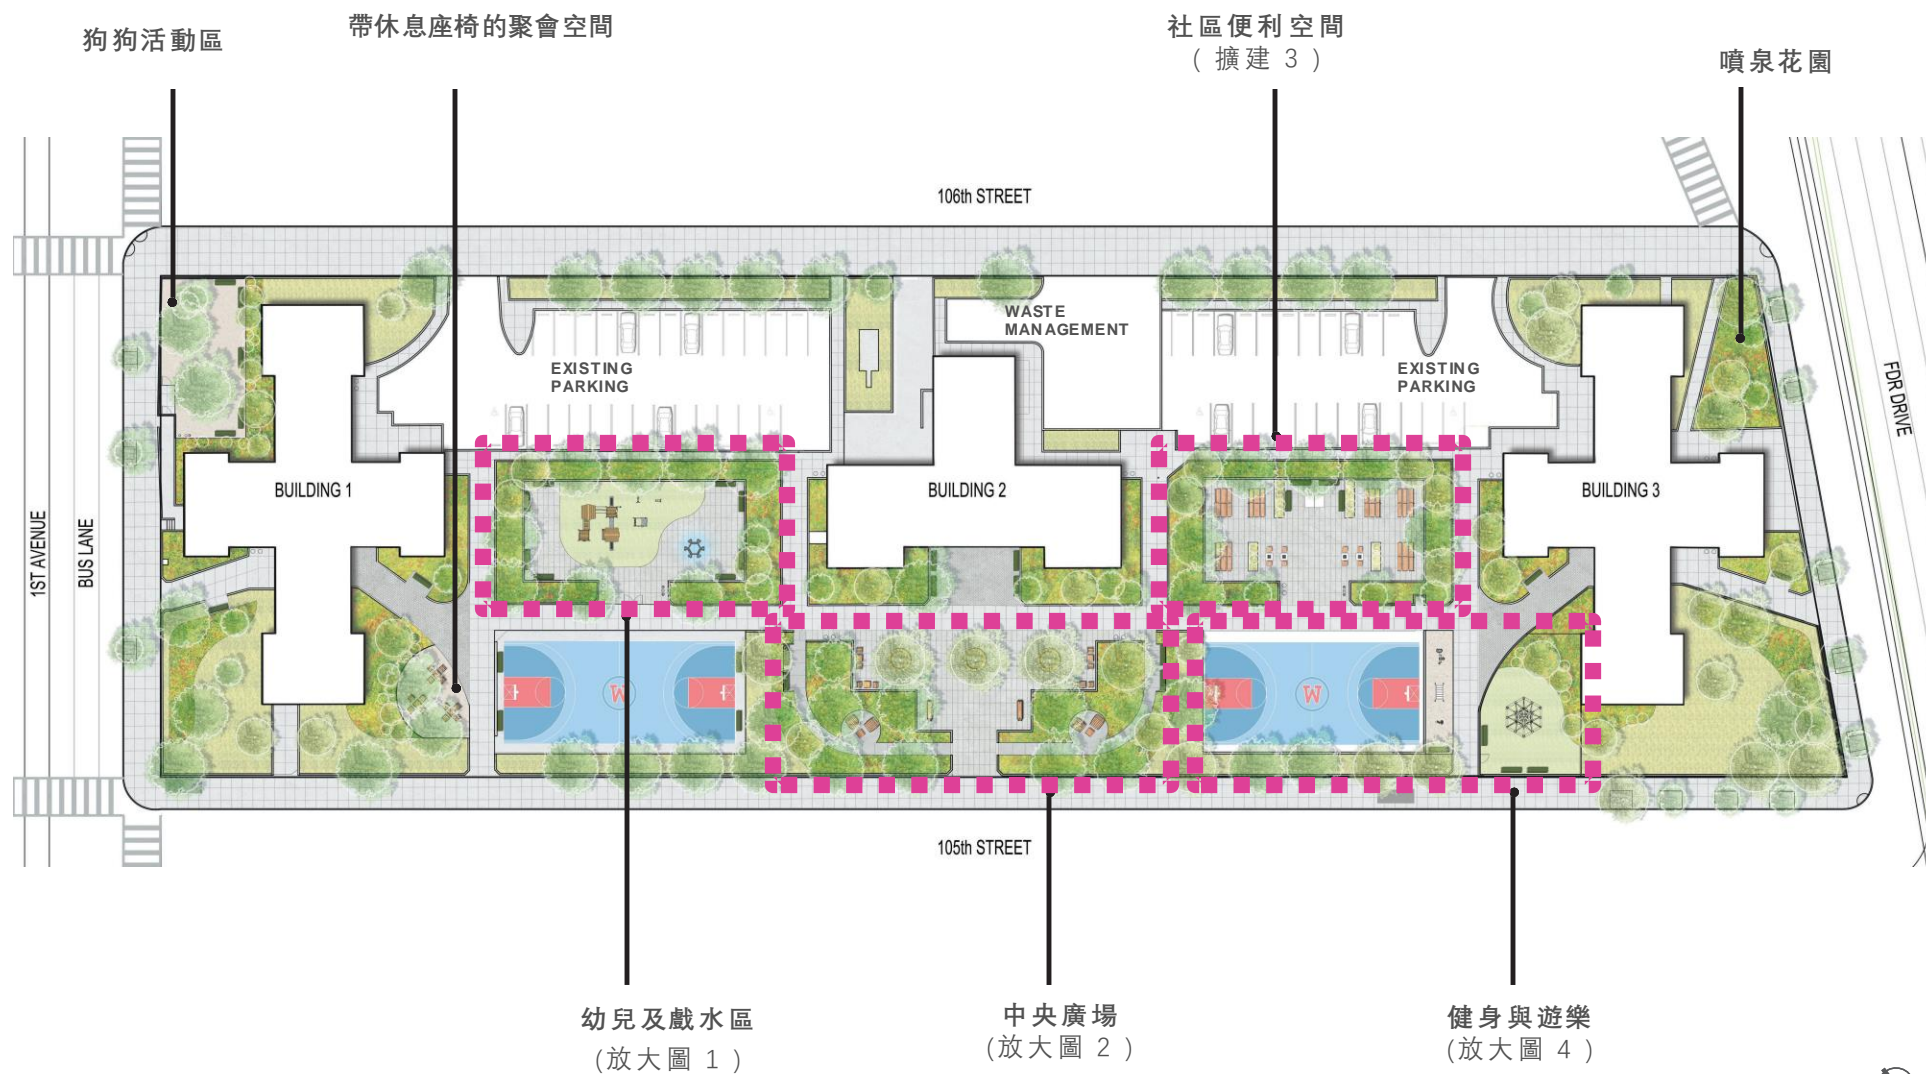 狗狗活動區
帶休息座椅的聚會空間
社區便利空間
( 擴建 3 )
噴泉花園
106th STREET
WASTE
MANAGEMENT
EXISTING
PARKING
EXISTING
PARKING
FDR DRIVE
BUILDING 1
BUILDING 2
BUILDING 3
1ST AVENUE
BUS LANE
M
M
105th STREET
幼兒及戲水區
(放大圖 1 )
中央廣場
(放大圖 2 )
健身與遊樂
(放大圖 4 )